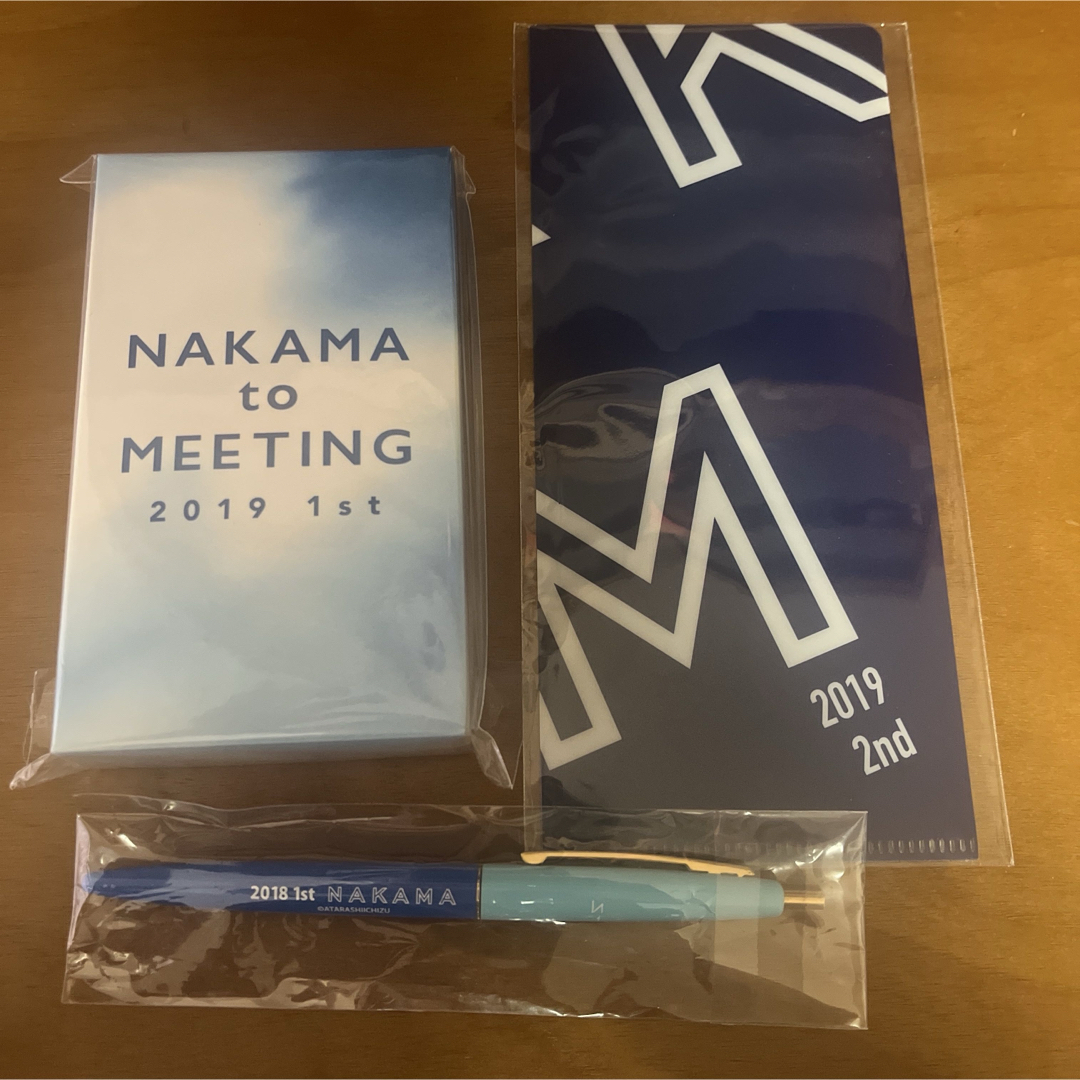 NAKAMA
to
MEETING
2019 1st
K
M
2019
2nd
2018 1st NAKAMA
©ATARASHIICHIZU
N